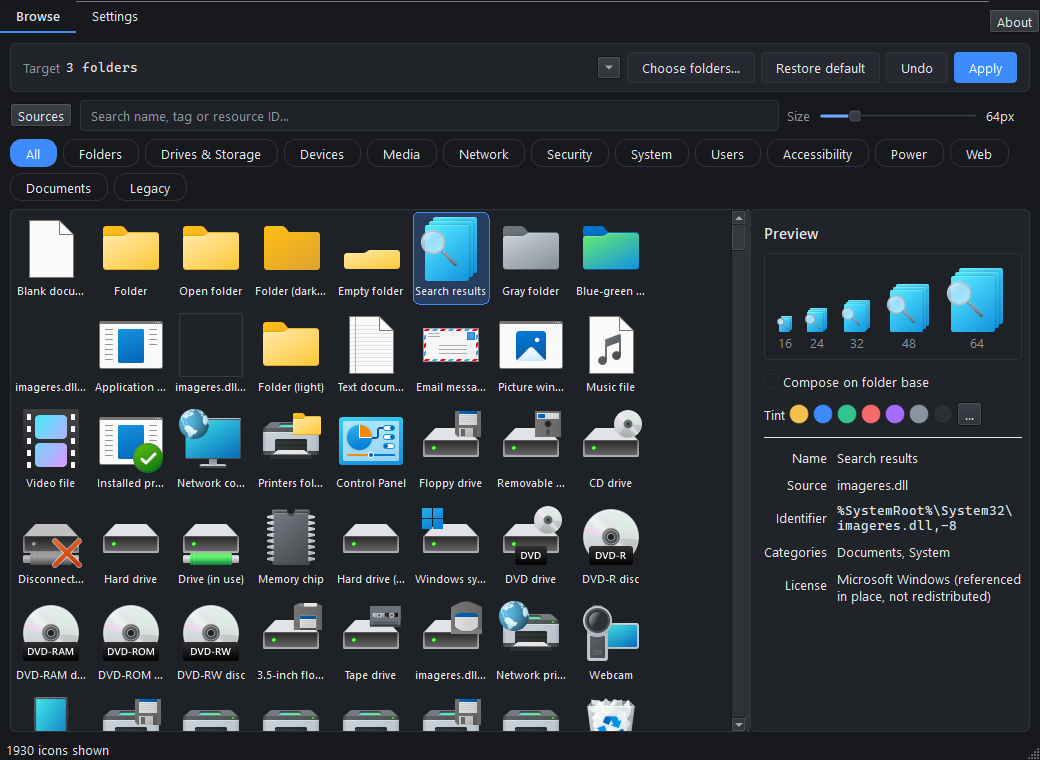 Browse
Settings
About
Target 3 folders
Choose folders...
Restore default
Undo
Apply
Sources
Search name, tag or resource ID...
Size
64px
All
Folders
Drives & Storage
Devices
Media
Network
Security
System
Users
Accessibility
Power
Web
Documents
Legacy
Blank docu...
Folder
Open folder
Folder (dark...
Empty folder
Search results
Gray folder
Blue-green ...
imageres.dll...
Application ...
imageres.dll...
Folder (light)
Text docum...
Email messa...
Picture win...
Music file
Video file
Installed pr...
Network co...
Printers fol...
Control Panel
Floppy drive
Removable ...
CD drive
DVD
DVD-R
Disconnect...
Hard drive
Drive (in use)
Memory chip
Hard drive (...
Windows sy...
DVD drive
DVD-R disc
DVD-RAM
DVD-ROM
DVD-RW
DVD-RAM d...
DVD-ROM ...
DVD-RW disc
3.5-inch flo...
Tape drive
imageres.dll...
Network pri...
Webcam
Preview
16
24
32
48
64
Compose on folder base
Tint
...
Name Search results
Source imageres.dll
Identifier %SystemRoot%\System32\
imageres.dll,-8
Categories Documents, System
License Microsoft Windows (referenced
in place, not redistributed)
1930 icons shown